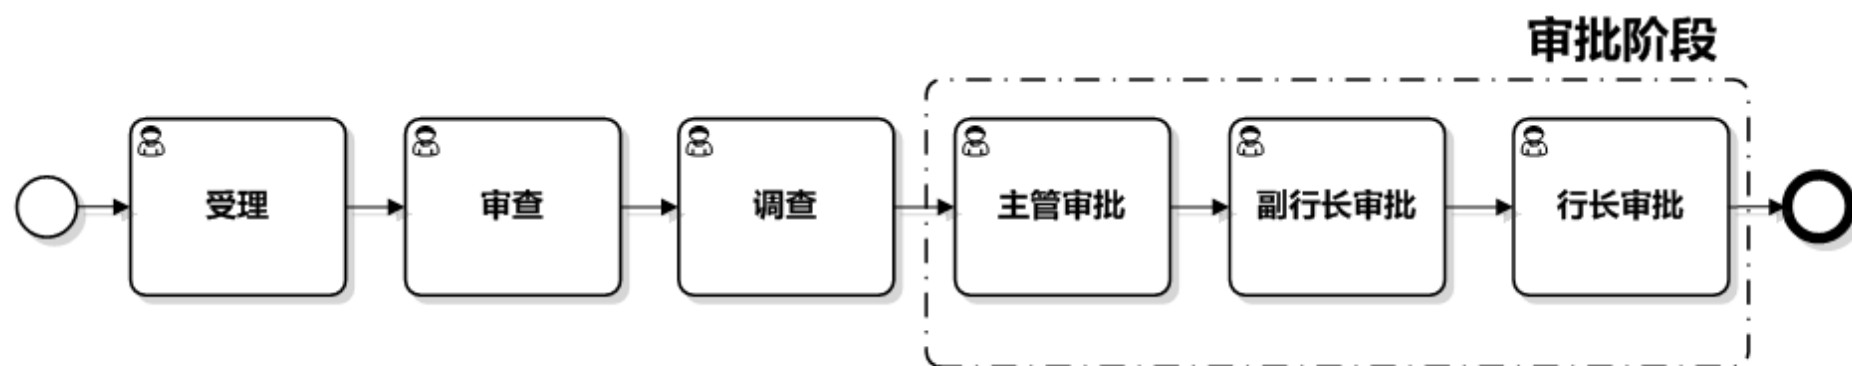 审批阶段
受理
审查
调查
主管审批
副行长审批
行长审批